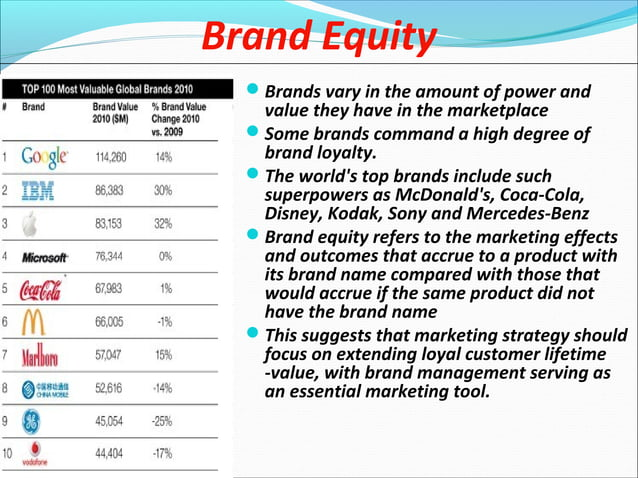 Brand Equity
TOP 100 Most Valuable Global Brands 2010
# Brand Brand Value 2010 ($M) % Brand Value Change 2010 vs. 2009
1 Google 114,260 14%
2 IBM 86,383 30%
3 83,153 32%
4 Microsoft 76,344 0%
5 Coca-Cola 67,983 1%
6 66,005 -1%
7 Marlboro 57,047 15%
8 中国移动通信 CHINA MOBILE 52,616 -14%
9 GE 45,054 -25%
10 vodafone 44,404 -17%
Brands vary in the amount of power and
value they have in the marketplace
Some brands command a high degree of
brand loyalty.
The world's top brands include such
superpowers as McDonald's, Coca-Cola,
Disney, Kodak, Sony and Mercedes-Benz
Brand equity refers to the marketing effects
and outcomes that accrue to a product with
its brand name compared with those that
would accrue if the same product did not
have the brand name
This suggests that marketing strategy should
focus on extending loyal customer lifetime
-value, with brand management serving as
an essential marketing tool.